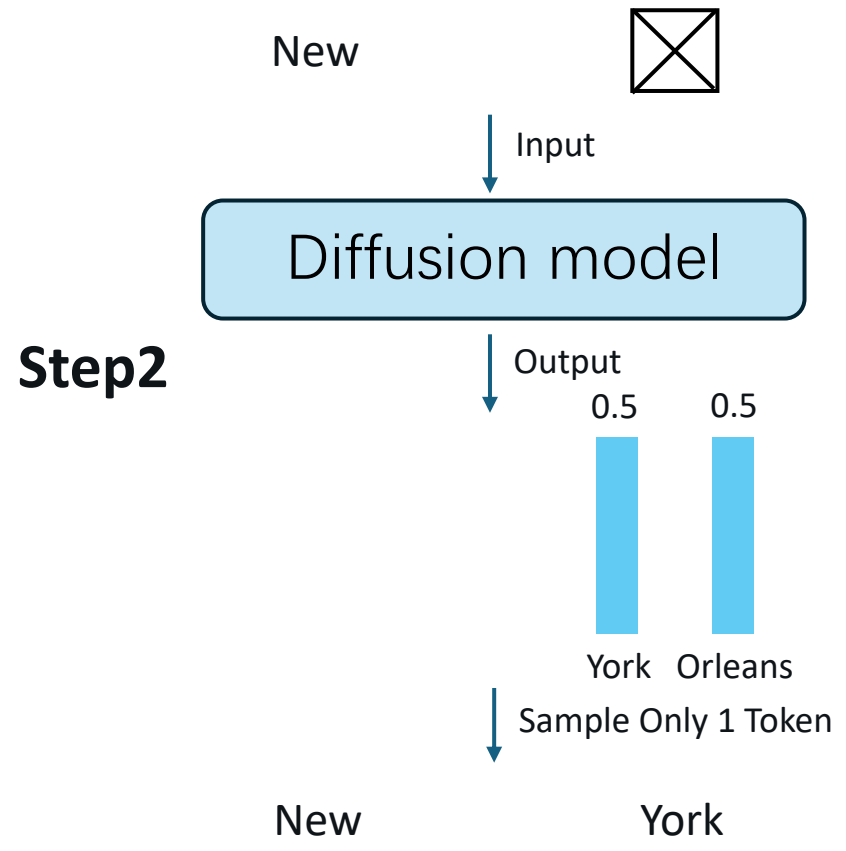 New
Input
Diffusion model
Step2
Output
0.5 0.5
York Orleans
Sample Only 1 Token
New York